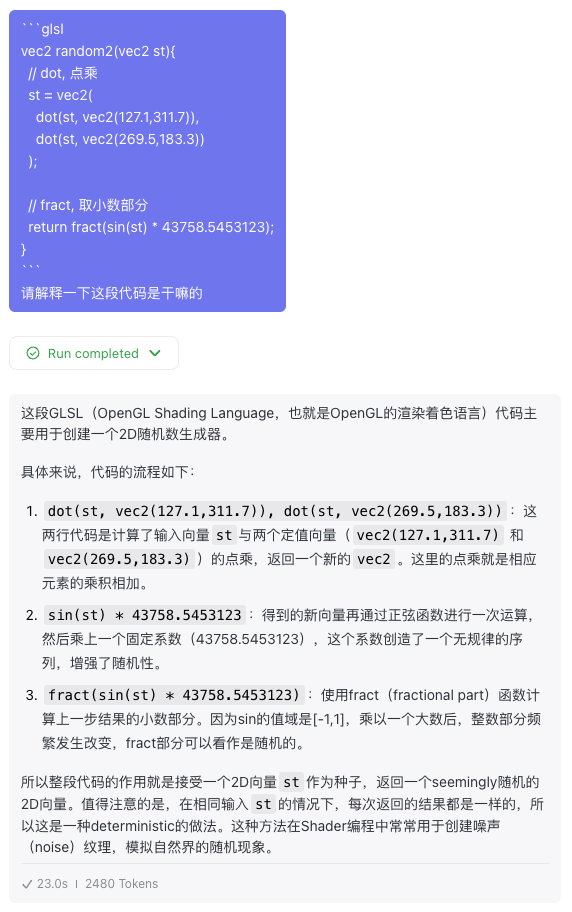 ```glsl
vec2 random2(vec2 st){
  // dot, 点乘
  st = vec2(
    dot(st, vec2(127.1,311.7)),
    dot(st, vec2(269.5,183.3))
  );
  // fract, 取小数部分
  return fract(sin(st) * 43758.5453123);
}
```
请解释一下这段代码是干嘛的
Run completed
这段GLSL（OpenGL Shading Language，也就是OpenGL的渲染着色语言）代码主
要用于创建一个2D随机数生成器。
具体来说，代码的流程如下：
1. dot(st, vec2(127.1,311.7)), dot(st, vec2(269.5,183.3))：这
两行代码是计算了输入向量 st 与两个定值向量（ vec2(127.1,311.7) 和
vec2(269.5,183.3) ）的点乘，返回一个新的 vec2 。这里的点乘就是相应
元素的乘积相加。
2. sin(st) * 43758.5453123：得到的新向量再通过正弦函数进行一次运算，
然后乘上一个固定系数（43758.5453123），这个系数创造了一个无规律的序
列，增强了随机性。
3. fract(sin(st) * 43758.5453123)：使用fract（fractional part）函数计
算上一步结果的小数部分。因为sin的值域是[-1,1]，乘以一个大数后，整数部分频
繁发生改变，fract部分可以看作是随机的。
所以整段代码的作用就是接受一个2D向量 st 作为种子，返回一个seemingly随机的
2D向量。值得注意的是，在相同输入 st 的情况下，每次返回的结果都是一样的，所
以这是一种deterministic的做法。这种方法在Shader编程中常常用于创建噪声
（noise）纹理，模拟自然界的随机现象。
23.0s | 2480 Tokens